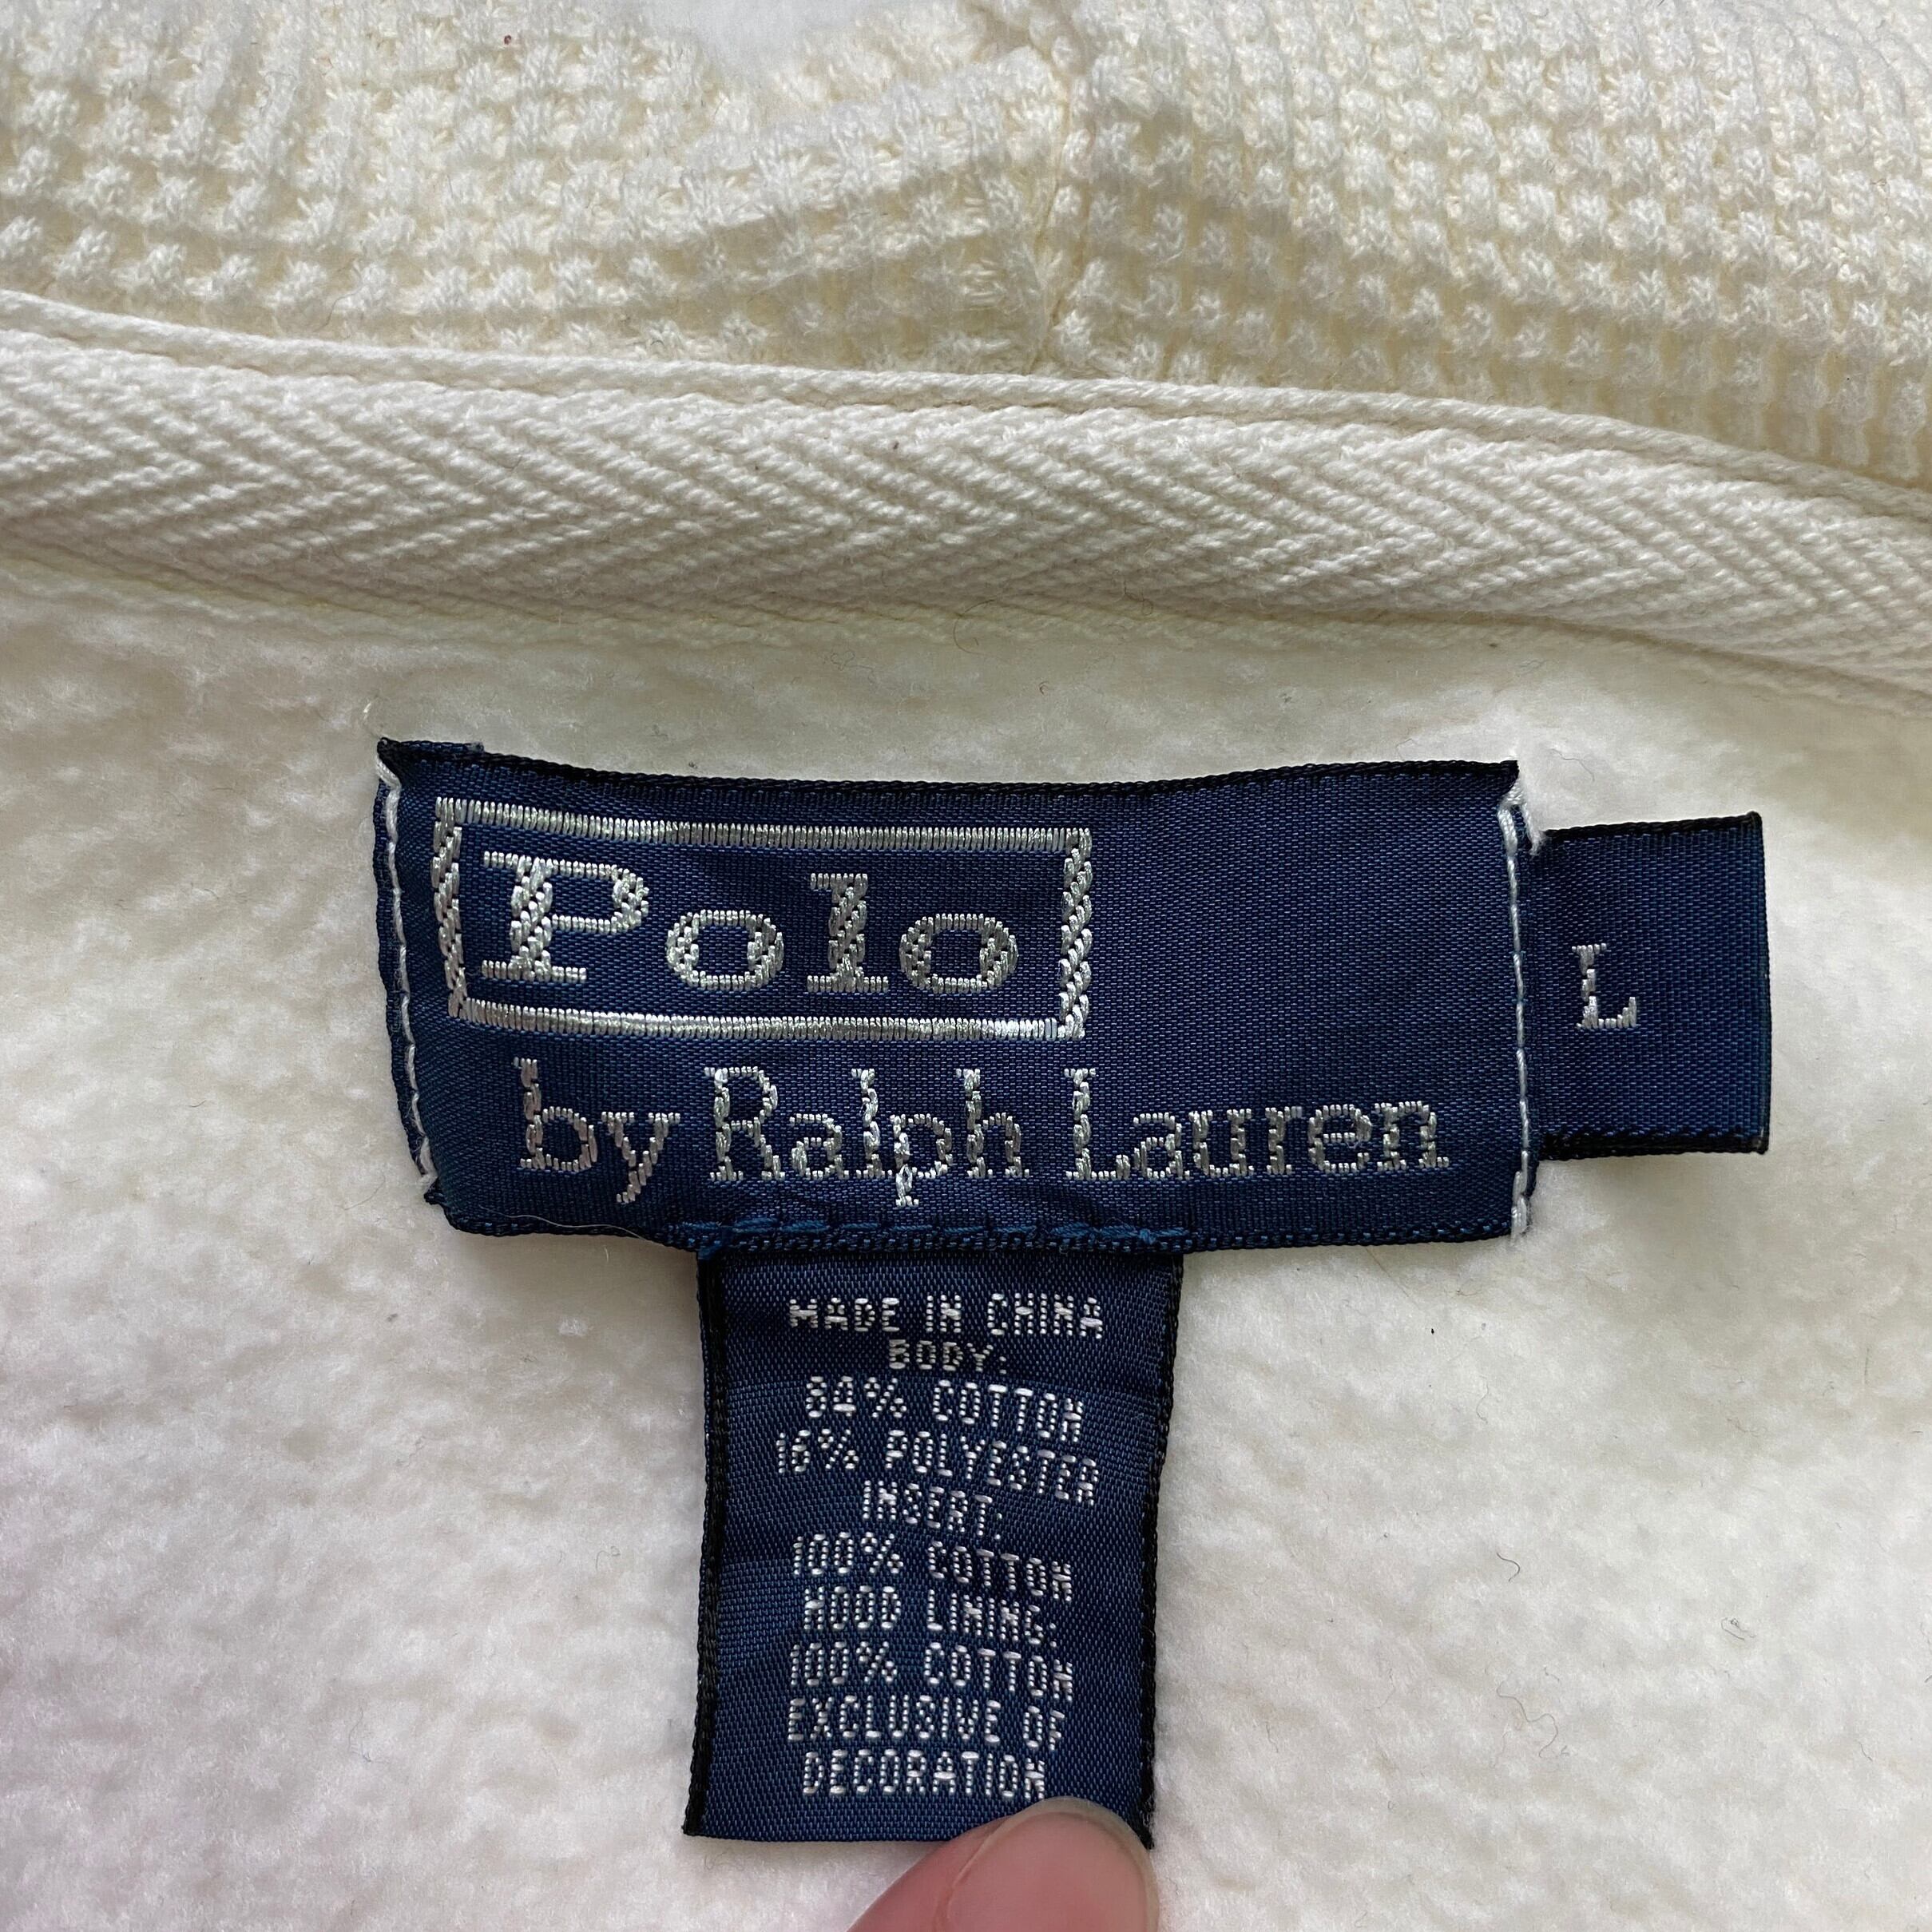 Polo
by Ralph Lauren
L
MADE IN CHINA
BODY:
84% COTTON
16% POLYESTER
INSERT:
100% COTTON
HOOD LINING:
100% COTTON
EXCLUSIVE OF
DECORATION